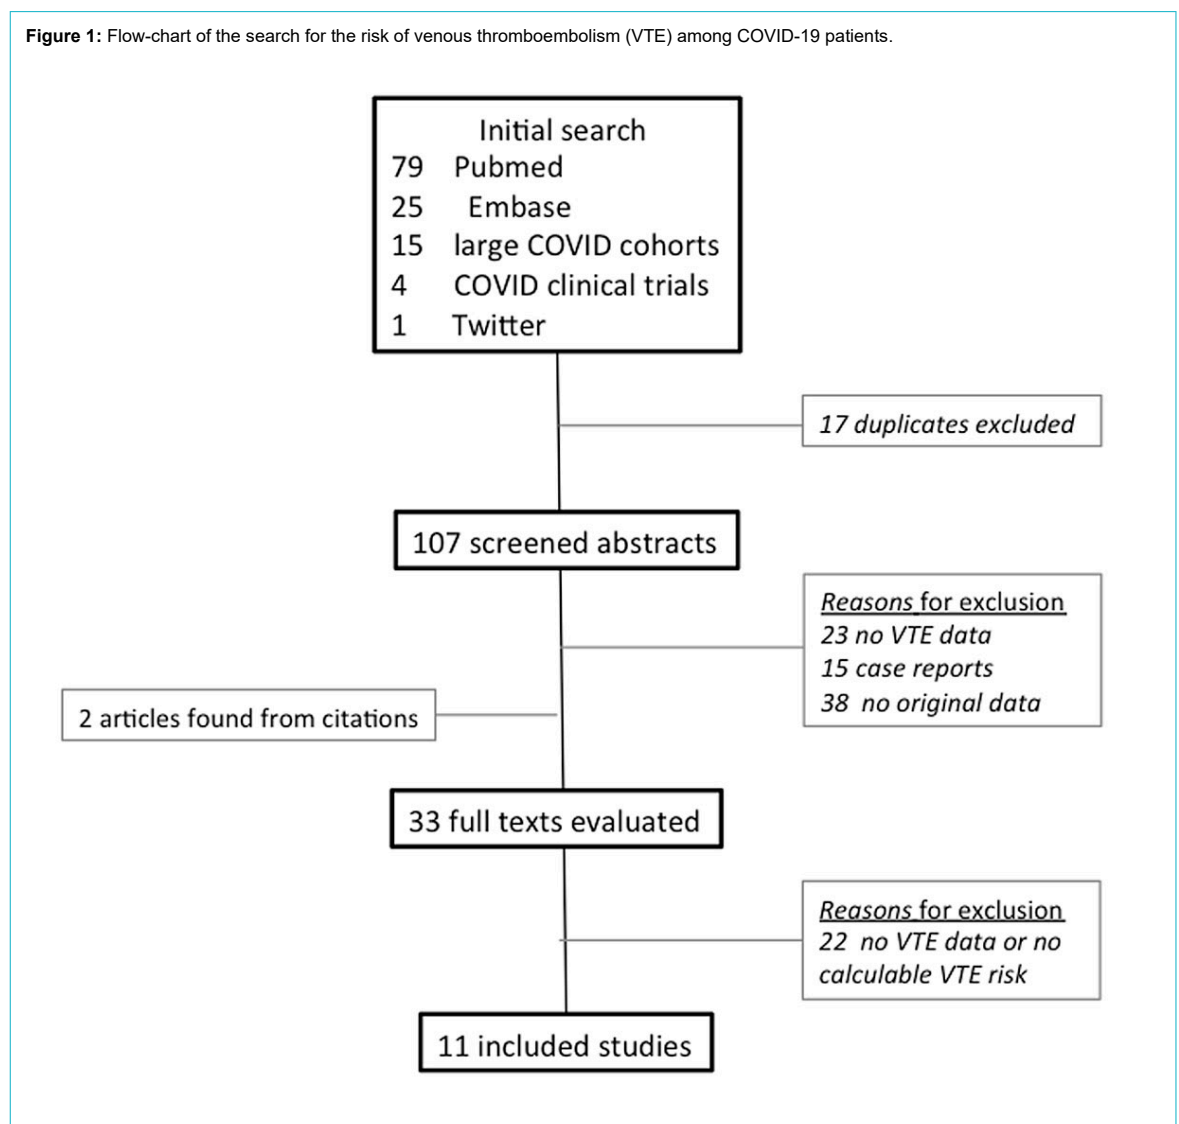 Figure 1: Flow-chart of the search for the risk of venous thromboembolism (VTE) among COVID-19 patients.
Initial search
79 Pubmed
25 Embase
15 large COVID cohorts
4 COVID clinical trials
1 Twitter
17 duplicates excluded
107 screened abstracts
Reasons for exclusion
23 no VTE data
15 case reports
38 no original data
2 articles found from citations
33 full texts evaluated
Reasons for exclusion
22 no VTE data or no
calculable VTE risk
11 included studies